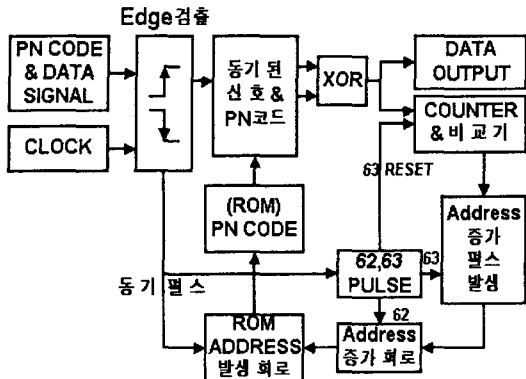 Edge검출
PN CODE
& DATA
SIGNAL
CLOCK
동기 된
신호 &
PN코드
XOR
DATA
OUTPUT
COUNTER
& 비교기
63 RESET
(ROM)
PN CODE
Address
증가
펄스
발생
동기 펄스
62,63
PULSE
63
62
ROM
ADDRESS
발생 회로
Address
증가 회로